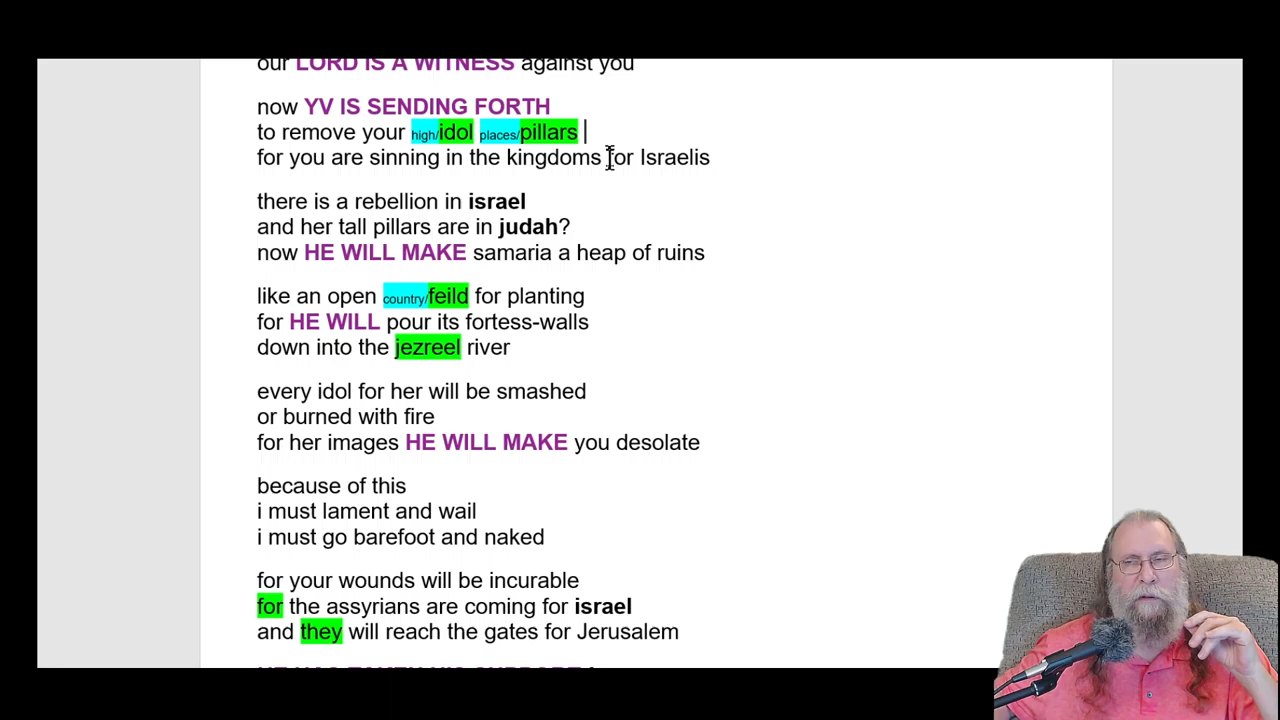 our LORD IS A WITNESS against you
now YV IS SENDING FORTH
to remove your high/idol places/pillars
for you are sinning in the kingdoms for Israelis
there is a rebellion in israel
and her tall pillars are in judah?
now HE WILL MAKE samaria a heap of ruins
like an open country/feild for planting
for HE WILL pour its fortess-walls
down into the jezreel river
every idol for her will be smashed
or burned with fire
for her images HE WILL MAKE you desolate
because of this
i must lament and wail
i must go barefoot and naked
for your wounds will be incurable
for the assyrians are coming for israel
and they will reach the gates for Jerusalem
HE HAS TAKEN HIS SUPPORT